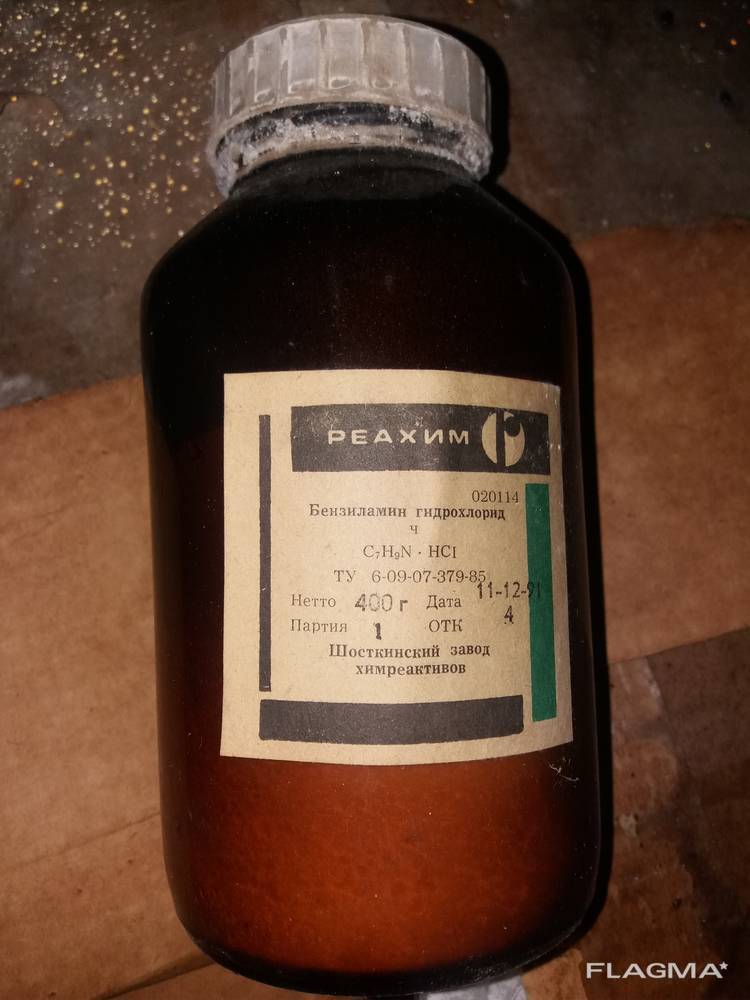 РЕАХИМ
020114
Бензиламин гидрохлорид
ч
C₇H₉N · HCl
ТУ 6-09-07-379-85
Нетто 400 г Дата 11-12-91
Партия 1 ОТК 4
Шосткинский завод
химреактивов
FLAGMA